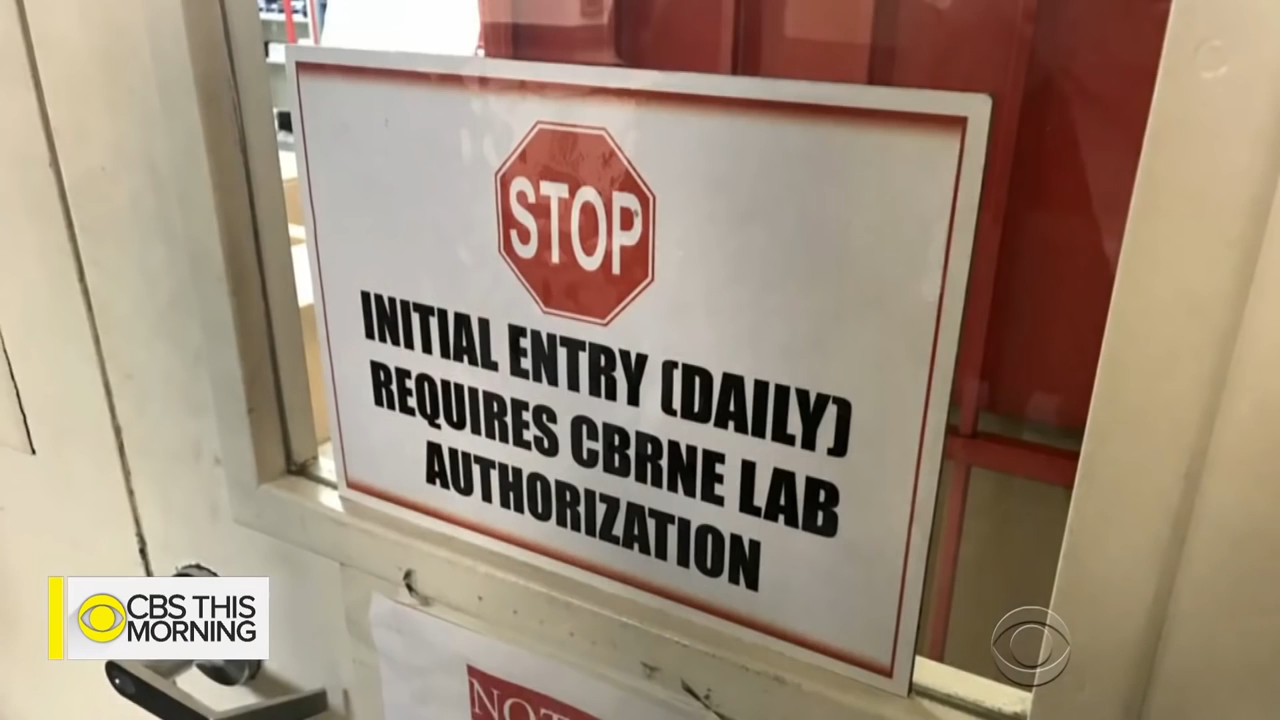 STOP
INITIAL ENTRY (DAILY)
REQUIRES CBRNE LAB
AUTHORIZATION
CBS THIS
MORNING